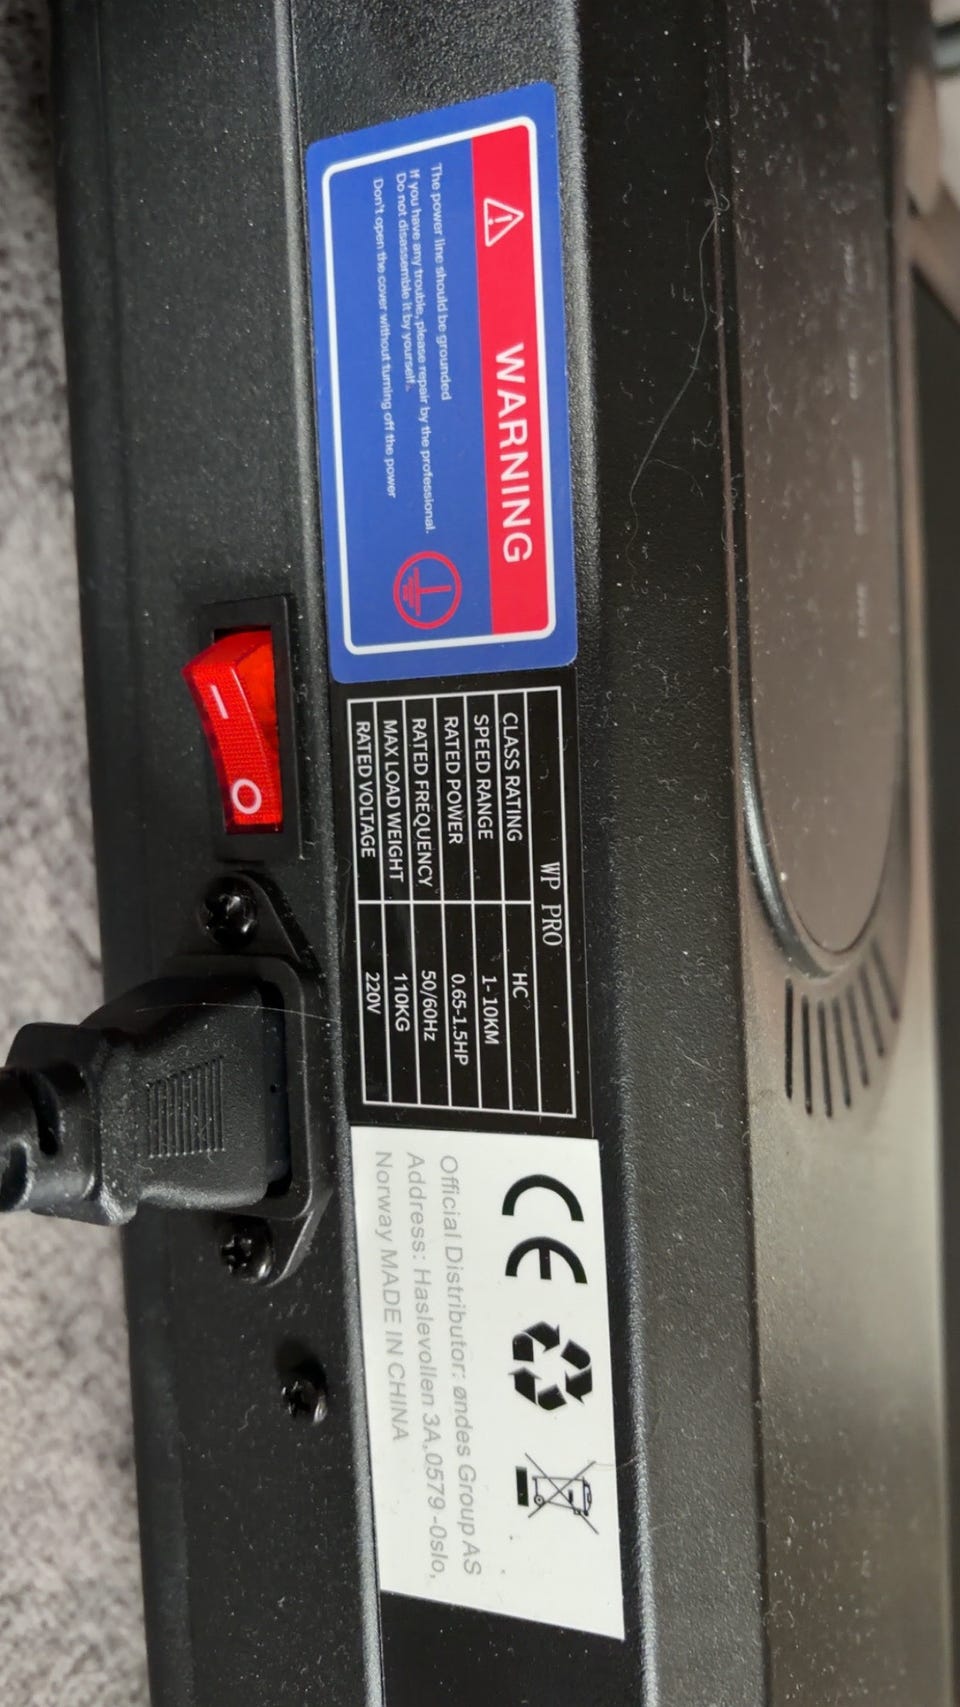 WARNING
The power line should be grounded
If you have any trouble, please repair by the professional.
Do not disassemble it by yourself.
Don't open the cover without turning off the power
WP PRO
CLASS RATING HC
SPEED RANGE 1-10KM
RATED POWER 0.65-1.5HP
RATED FREQUENCY 50/60Hz
MAX LOAD WEIGHT 110KG
RATED VOLTAGE 220V
CE
Official Distributor: øndes Group AS
Address: Haslevollen 3A,0579-Oslo,
Norway MADE IN CHINA
I O